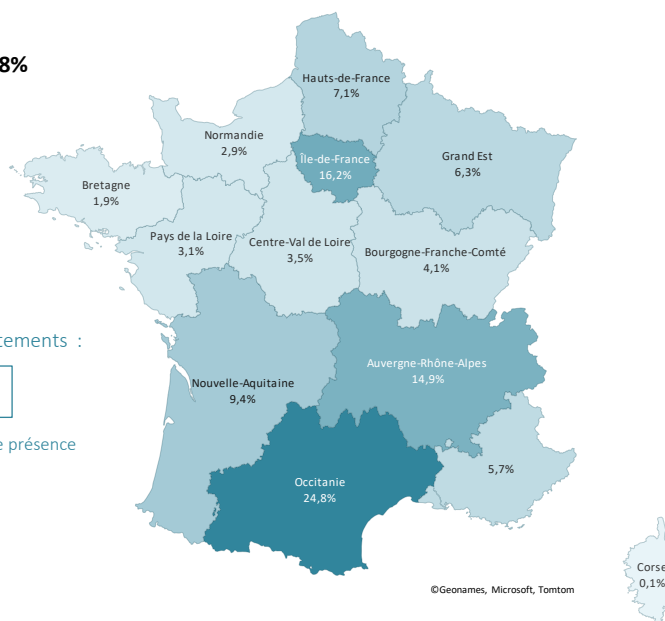 8%
Hauts-de-France
7,1%
Normandie
2,9%
Île-de-France
16,2%
Grand Est
6,3%
Bretagne
1,9%
Pays de la Loire
3,1%
Centre-Val de Loire
3,5%
Bourgogne-Franche-Comté
4,1%
tements :
Auvergne-Rhône-Alpes
14,9%
Nouvelle-Aquitaine
9,4%
e présence
5,7%
Occitanie
24,8%
Corse
0,1%
©Geonames, Microsoft, Tomtom